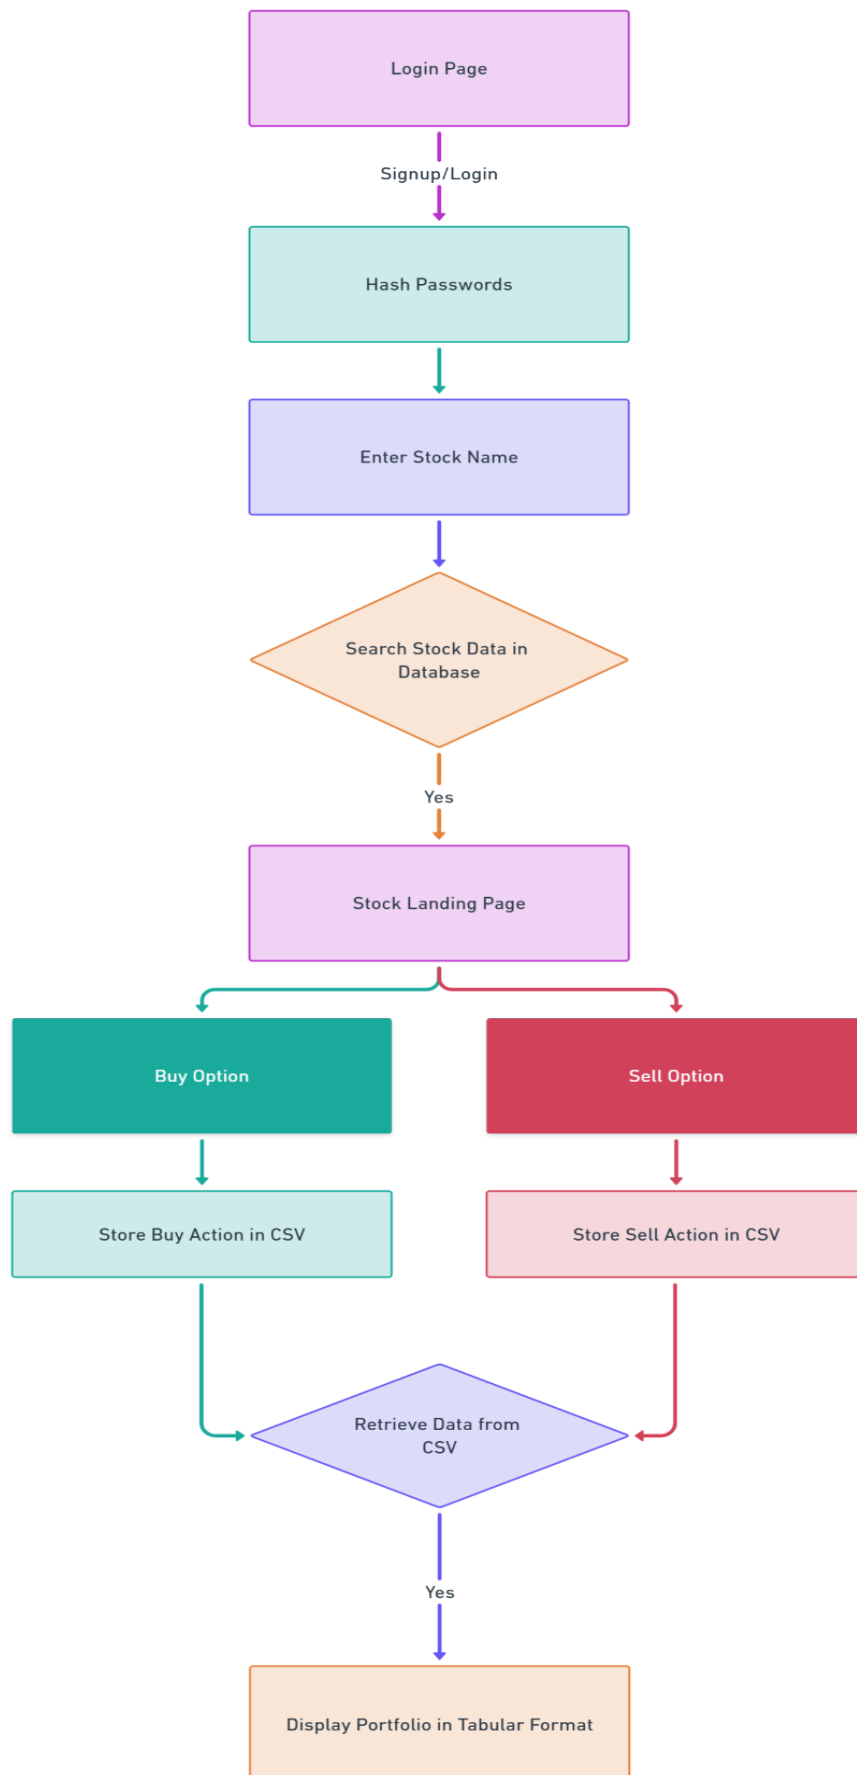 Login Page
Signup/Login
Hash Passwords
Enter Stock Name
Search Stock Data in
Database
Yes
Stock Landing Page
Buy Option
Sell Option
Store Buy Action in CSV
Store Sell Action in CSV
Retrieve Data from
CSV
Yes
Display Portfolio in Tabular Format